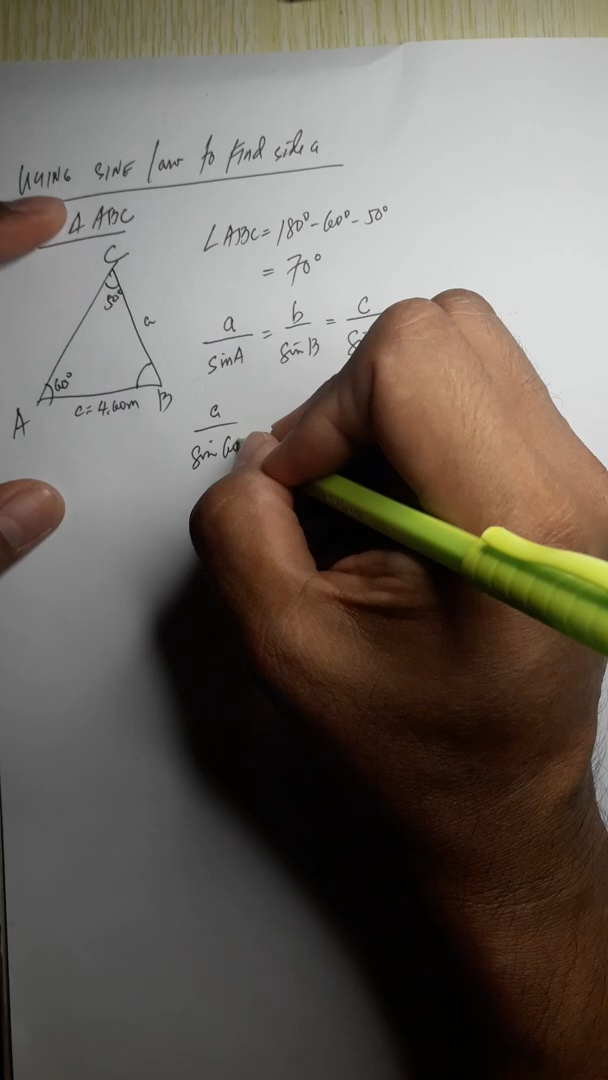 USING SINE law to find side a
Δ ABC
C
50°
a
60°
A
c = 4.60m
B
∠ABC = 180° - 60° - 50°
= 70°
a/sinA = b/sinB = c/
a/sin 60